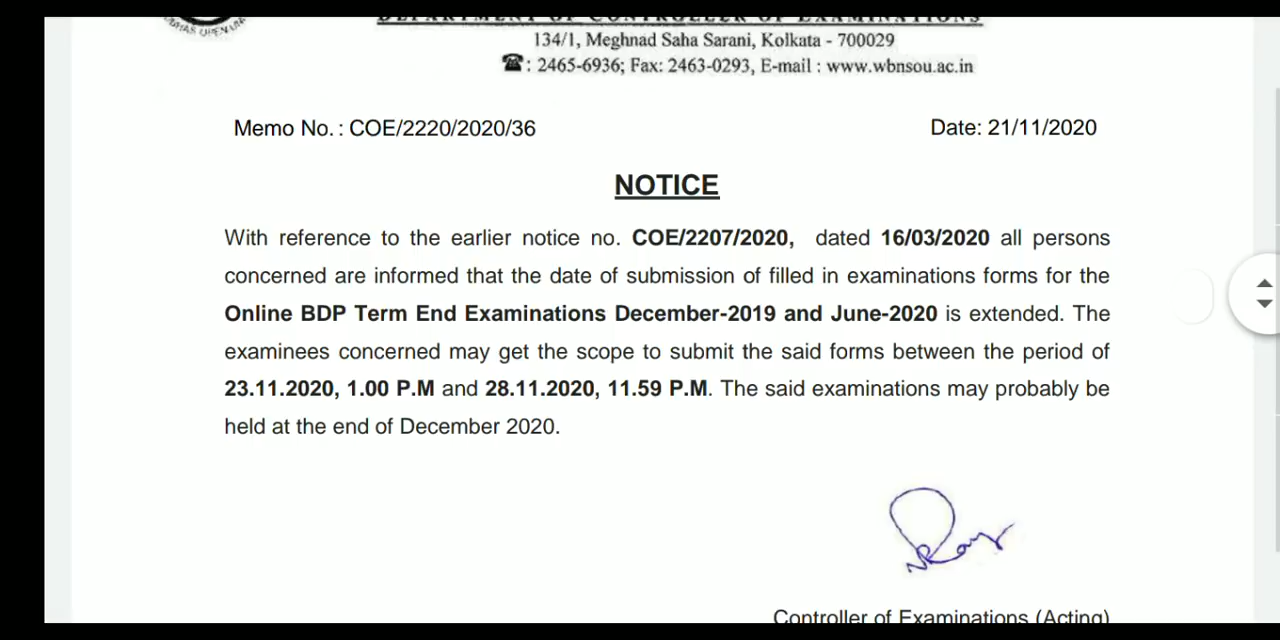 DEPARTMENT OF CONTROLLER OF EXAMINATIONS
134/1, Meghnad Saha Sarani, Kolkata - 700029
☎: 2465-6936; Fax: 2463-0293, E-mail : www.wbnsou.ac.in
Memo No. : COE/2220/2020/36
Date: 21/11/2020
NOTICE
With reference to the earlier notice no. COE/2207/2020, dated 16/03/2020 all persons
concerned are informed that the date of submission of filled in examinations forms for the
Online BDP Term End Examinations December-2019 and June-2020 is extended. The
examinees concerned may get the scope to submit the said forms between the period of
23.11.2020, 1.00 P.M and 28.11.2020, 11.59 P.M. The said examinations may probably be
held at the end of December 2020.
Controller of Examinations (Acting)